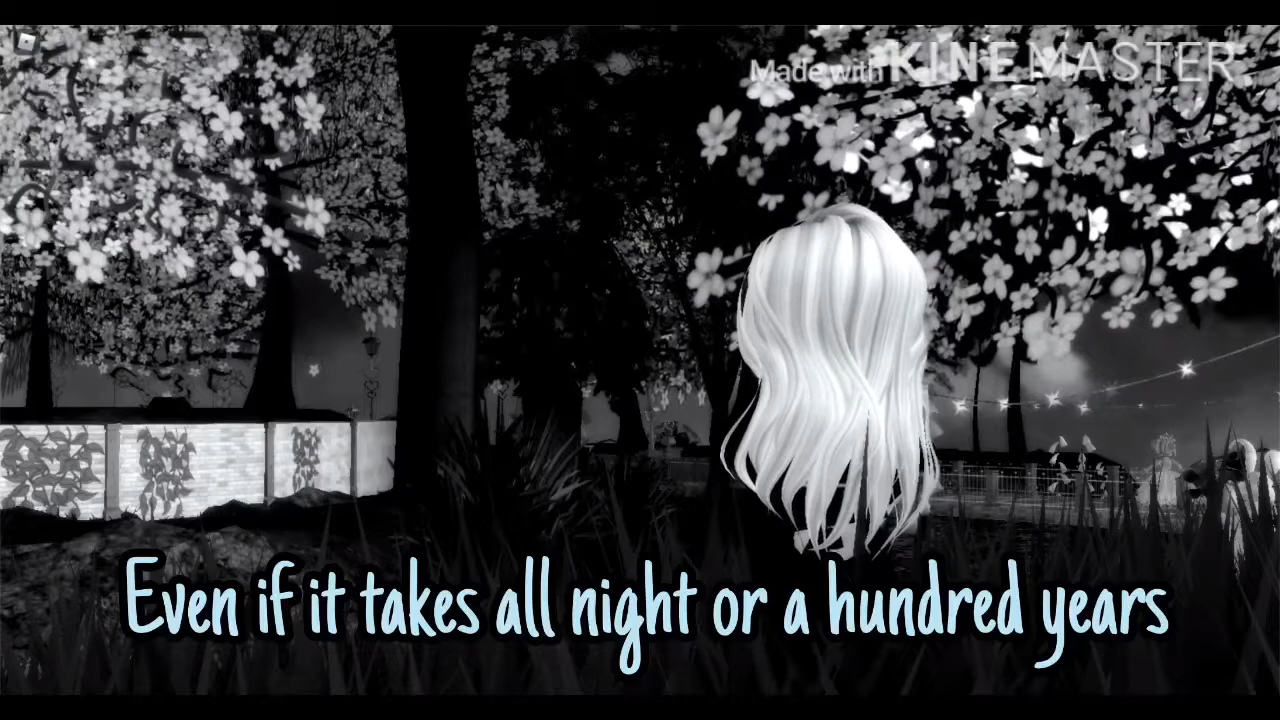 Made with KINEMASTER
Even if it takes all night or a hundred years